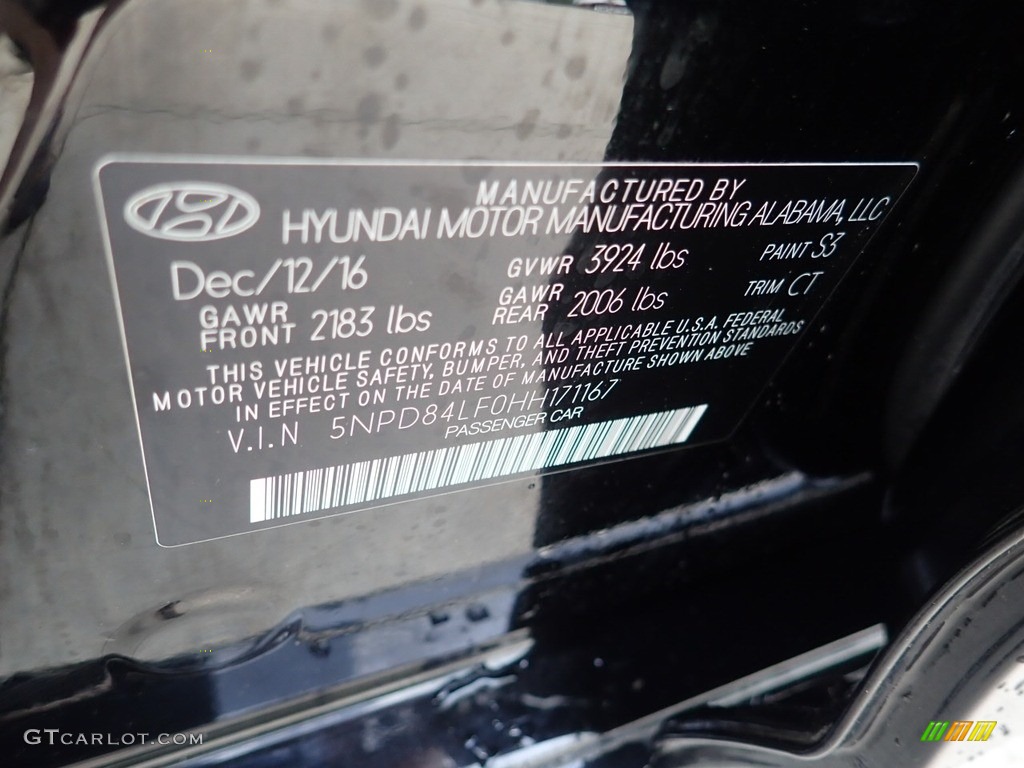 MANUFACTURED BY
HYUNDAI MOTOR MANUFACTURING ALABAMA, LLC
Dec/12/16 GVWR 3924 lbs PAINT S3
GAWR FRONT 2183 lbs GAWR REAR 2006 lbs TRIM CT
THIS VEHICLE CONFORMS TO ALL APPLICABLE U.S.A. FEDERAL
MOTOR VEHICLE SAFETY, BUMPER, AND THEFT PREVENTION STANDARDS
IN EFFECT ON THE DATE OF MANUFACTURE SHOWN ABOVE
V.I.N 5NPD84LF0HH171167
PASSENGER CAR
GTCARLOT.COM